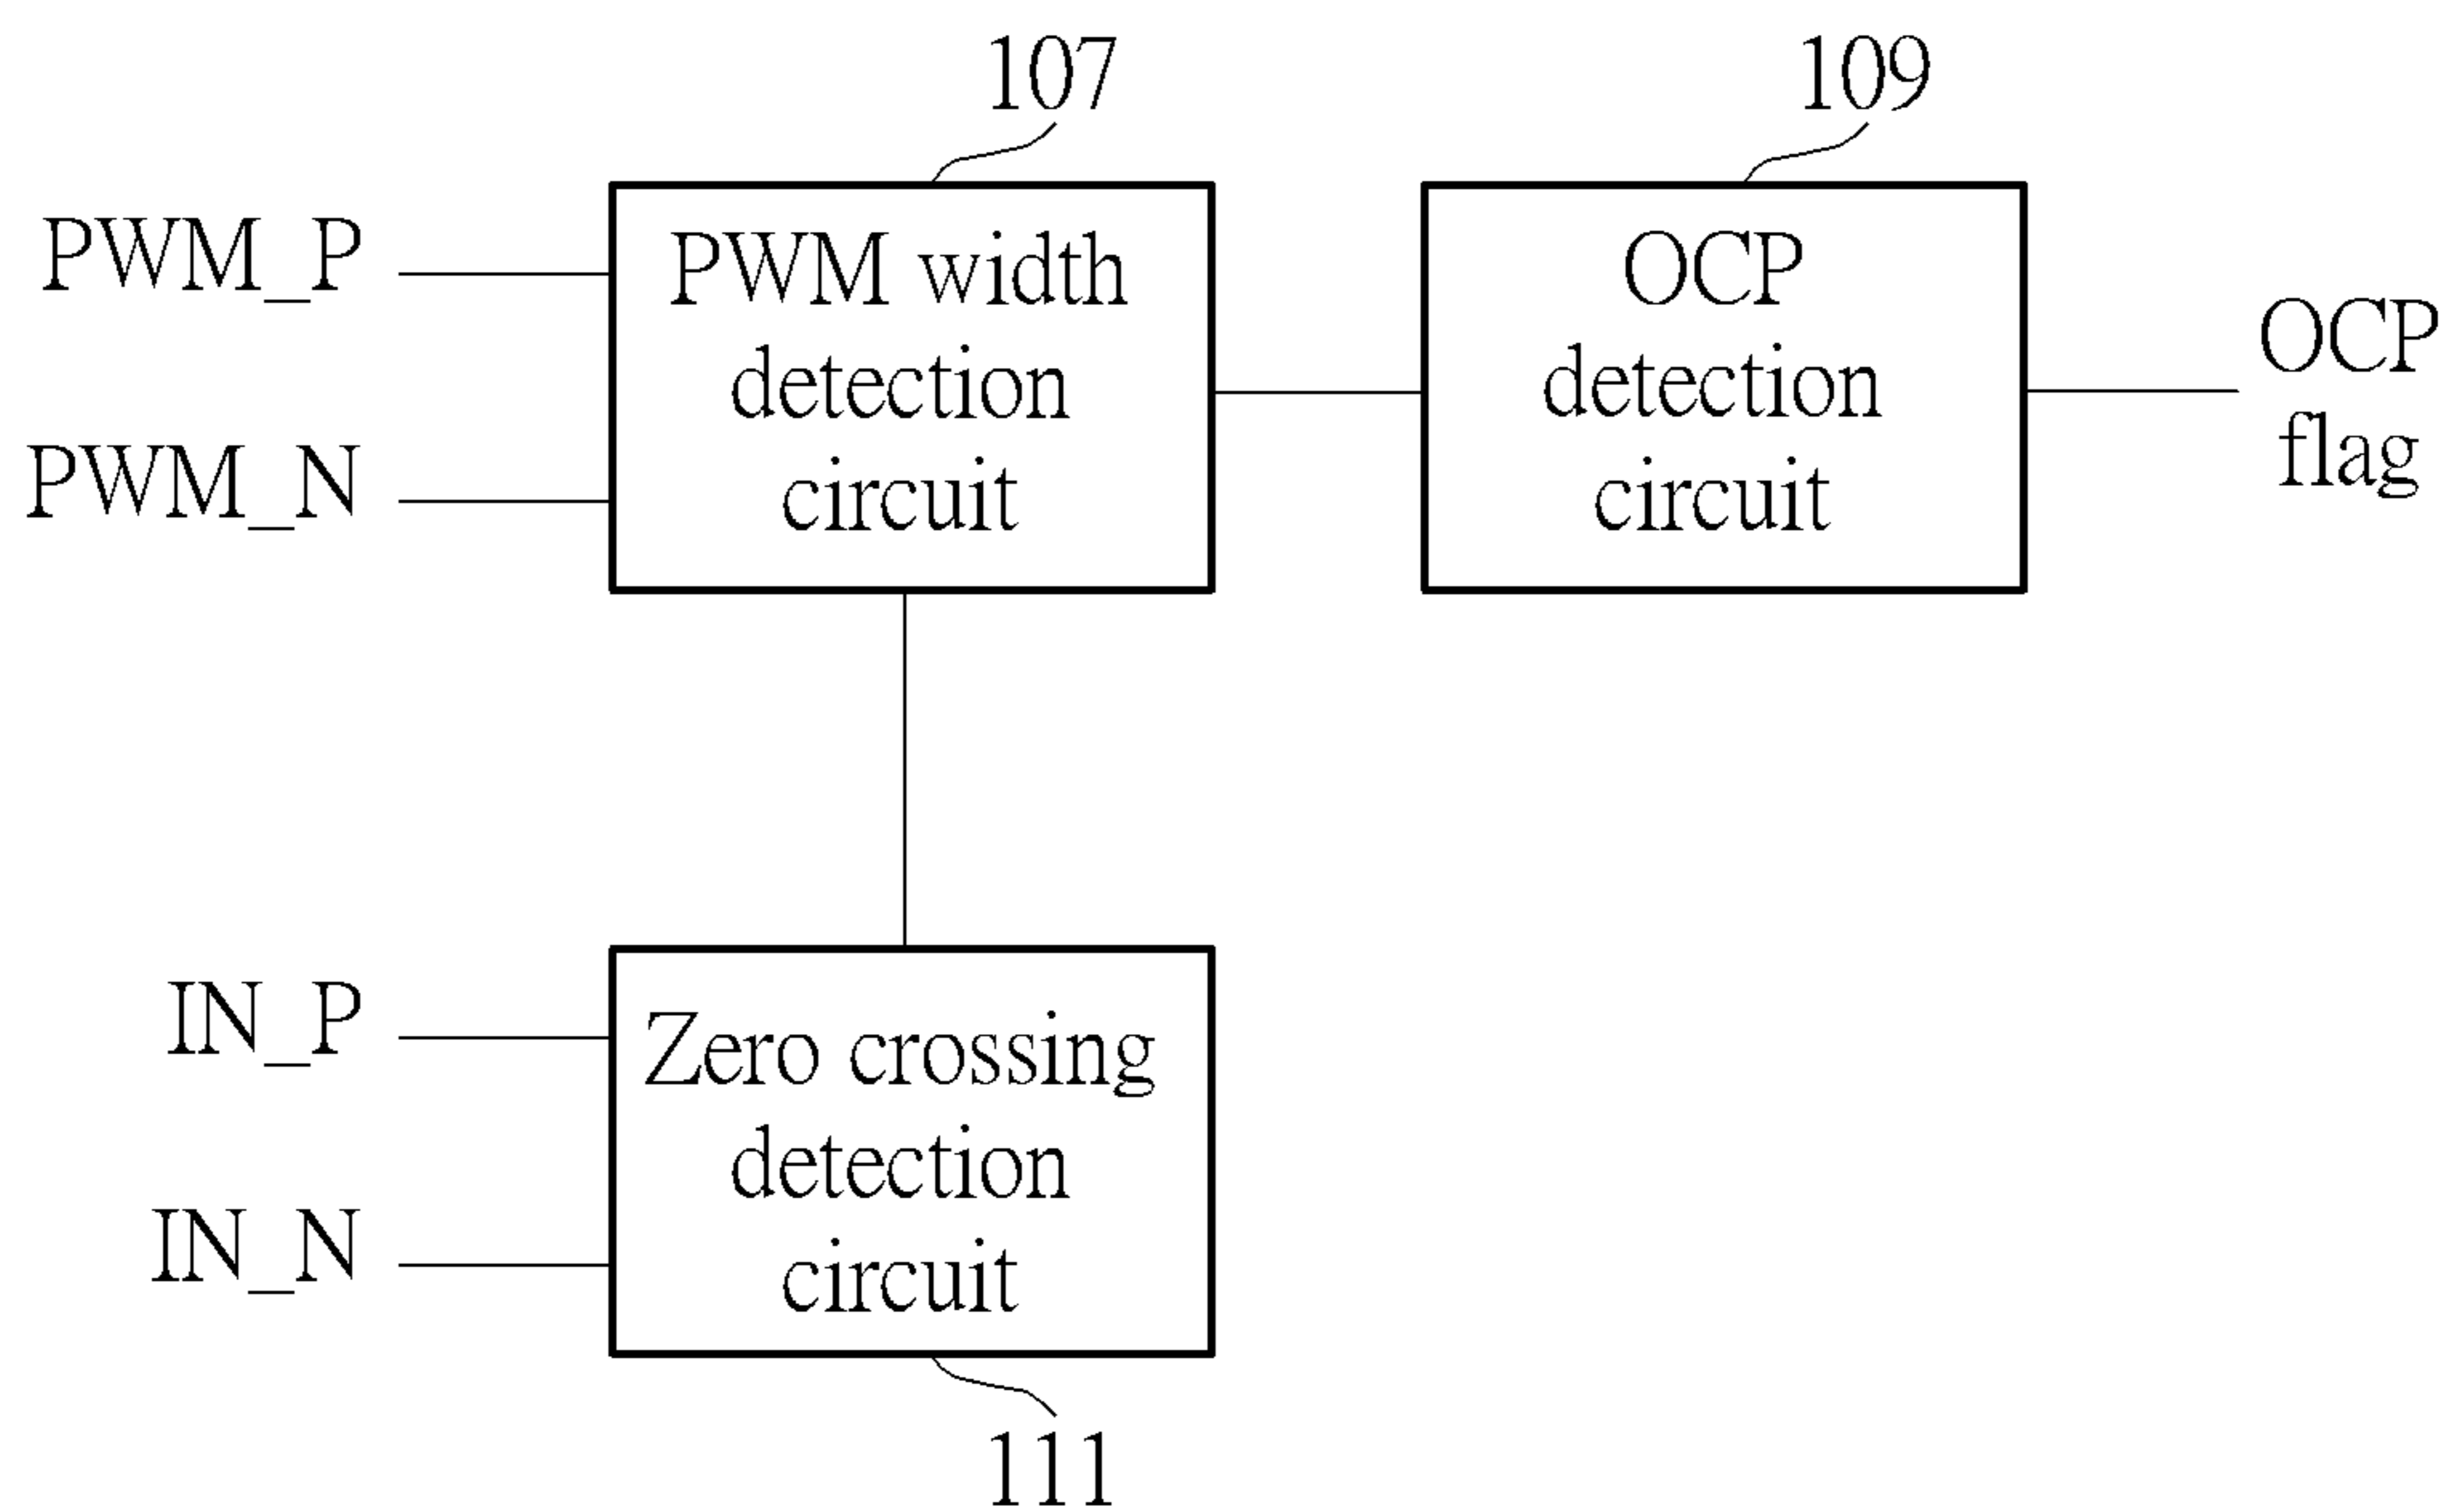 107
109
PWM_P
PWM_N
PWM width
detection
circuit
OCP
detection
circuit
OCP
flag
IN_P
IN_N
Zero crossing
detection
circuit
111